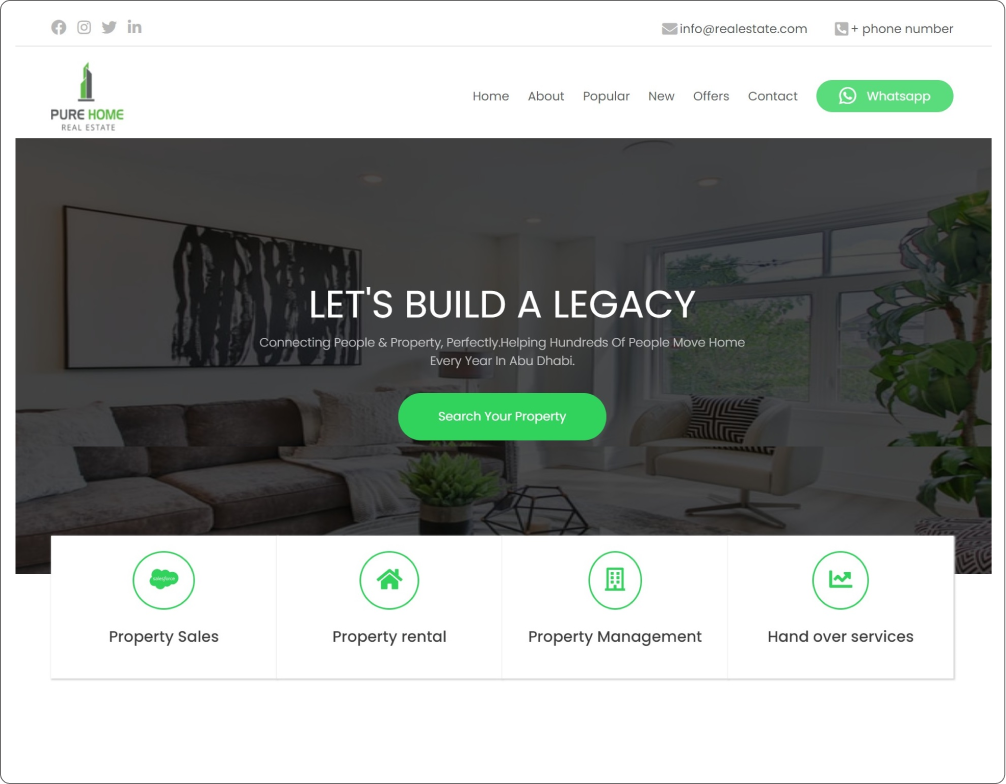 info@realestate.com
+ phone number
PURE HOME
REAL ESTATE
Home About Popular New Offers Contact Whatsapp
LET'S BUILD A LEGACY
Connecting People & Property, Perfectly.Helping Hundreds Of People Move Home
Every Year In Abu Dhabi.
Search Your Property
salesforce
Property Sales
Property rental
Property Management
Hand over services